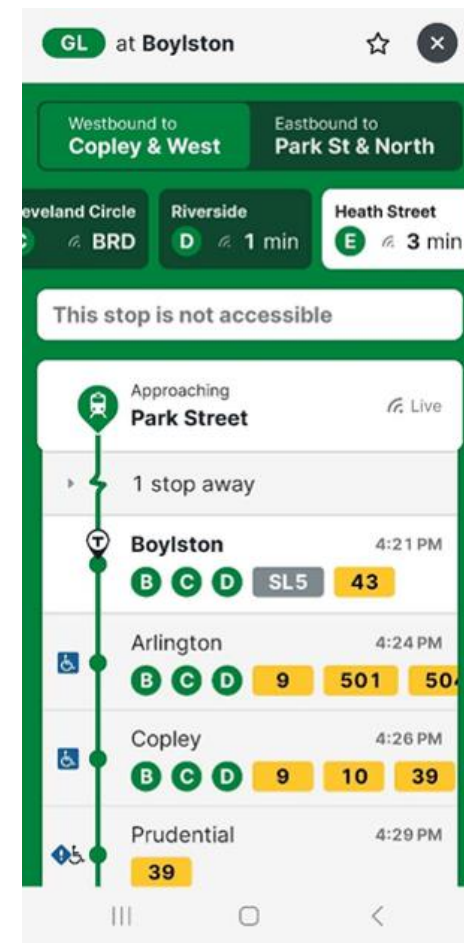 GL at Boylston
Westbound to Eastbound to
Copley & West Park St & North
eveland Circle Riverside Heath Street
C BRD D 1 min E 3 min
This stop is not accessible
Approaching
Park Street Live
1 stop away
T Boylston 4:21 PM
B C D SL5 43
Arlington 4:24 PM
B C D 9 501 504
Copley 4:26 PM
B C D 9 10 39
Prudential 4:29 PM
39